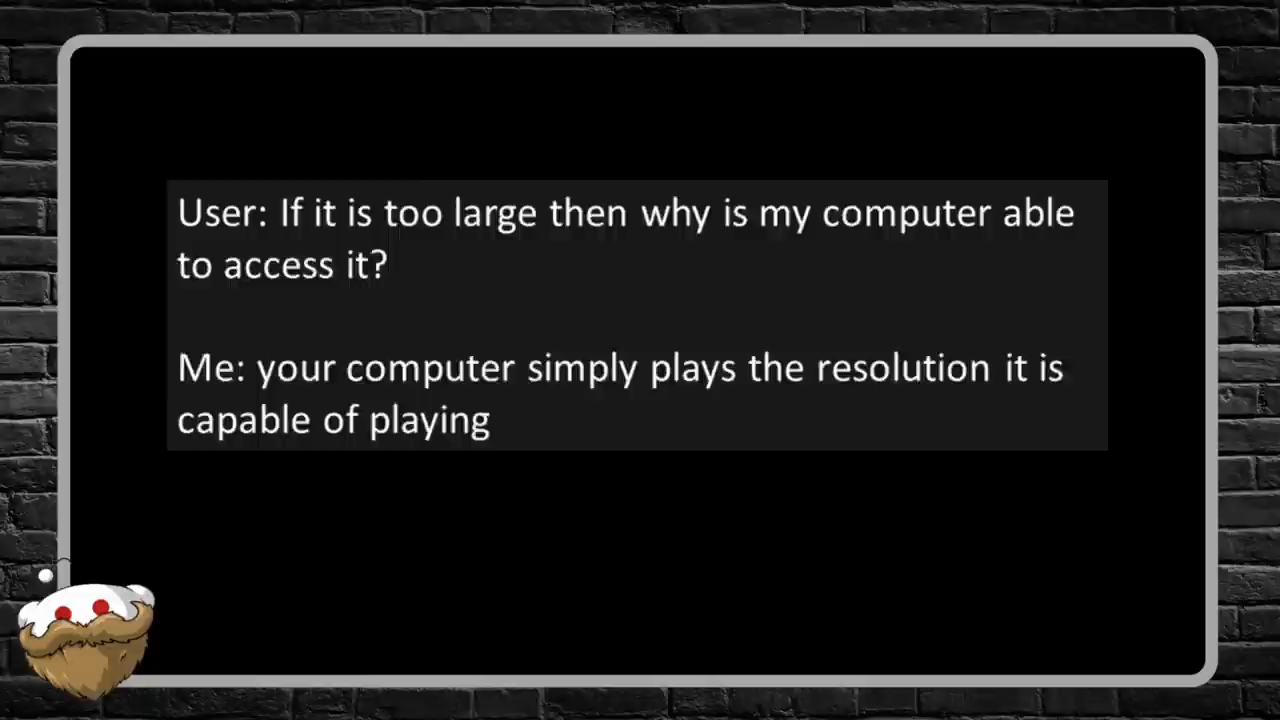 User: If it is too large then why is my computer able
to access it?
Me: your computer simply plays the resolution it is
capable of playing